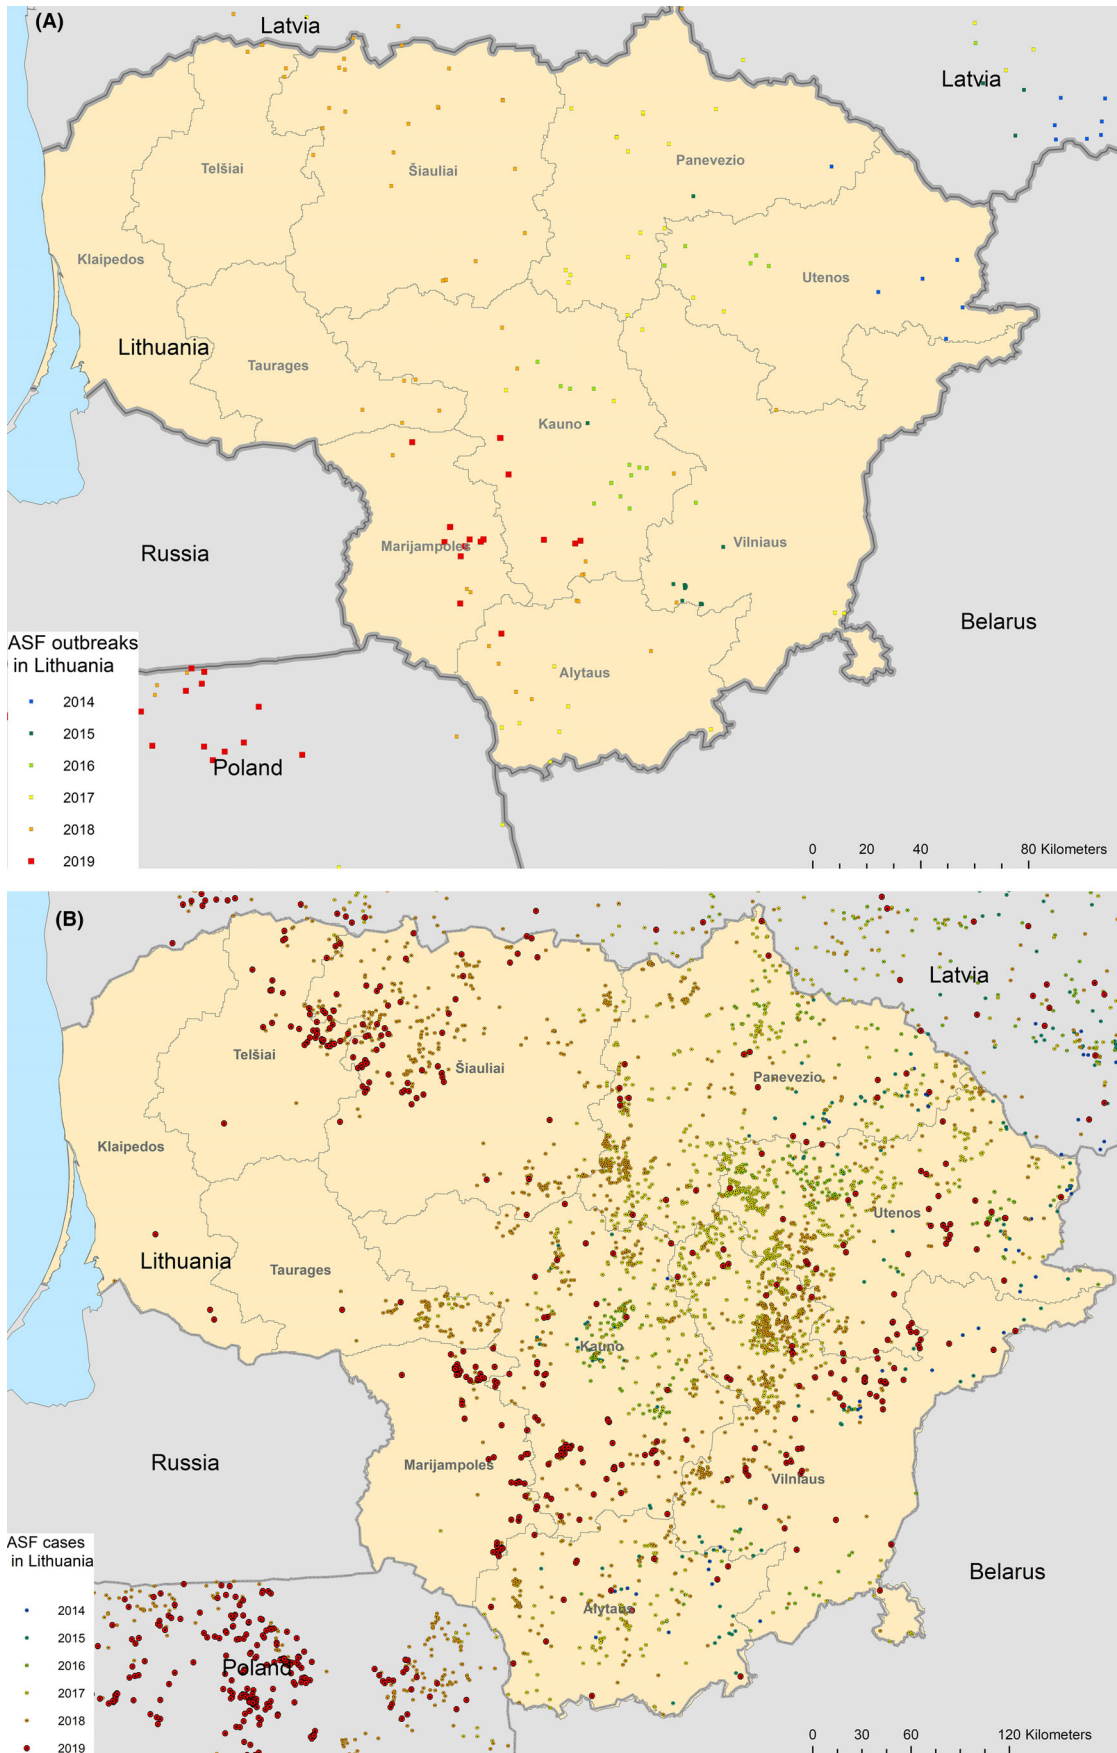 (A)
Latvia
Latvia
Panevezio
Telšiai
Šiauliai
Klaipedos
Utenos
Lithuania
Taurages
Kauno
Marijampoles
Vilniaus
Russia
Belarus
ASF outbreaks
in Lithuania
Alytaus
2014
2015
2016
2017
2018
2019
Poland
0 20 40 80 Kilometers
(B)
Latvia
Telšiai
Šiauliai
Panevezio
Klaipedos
Utenos
Lithuania
Taurages
Kauno
Russia
Marijampoles
Vilniaus
ASF cases
in Lithuania
Belarus
Alytaus
2014
2015
2016
2017
2018
2019
Poland
0 30 60 120 Kilometers